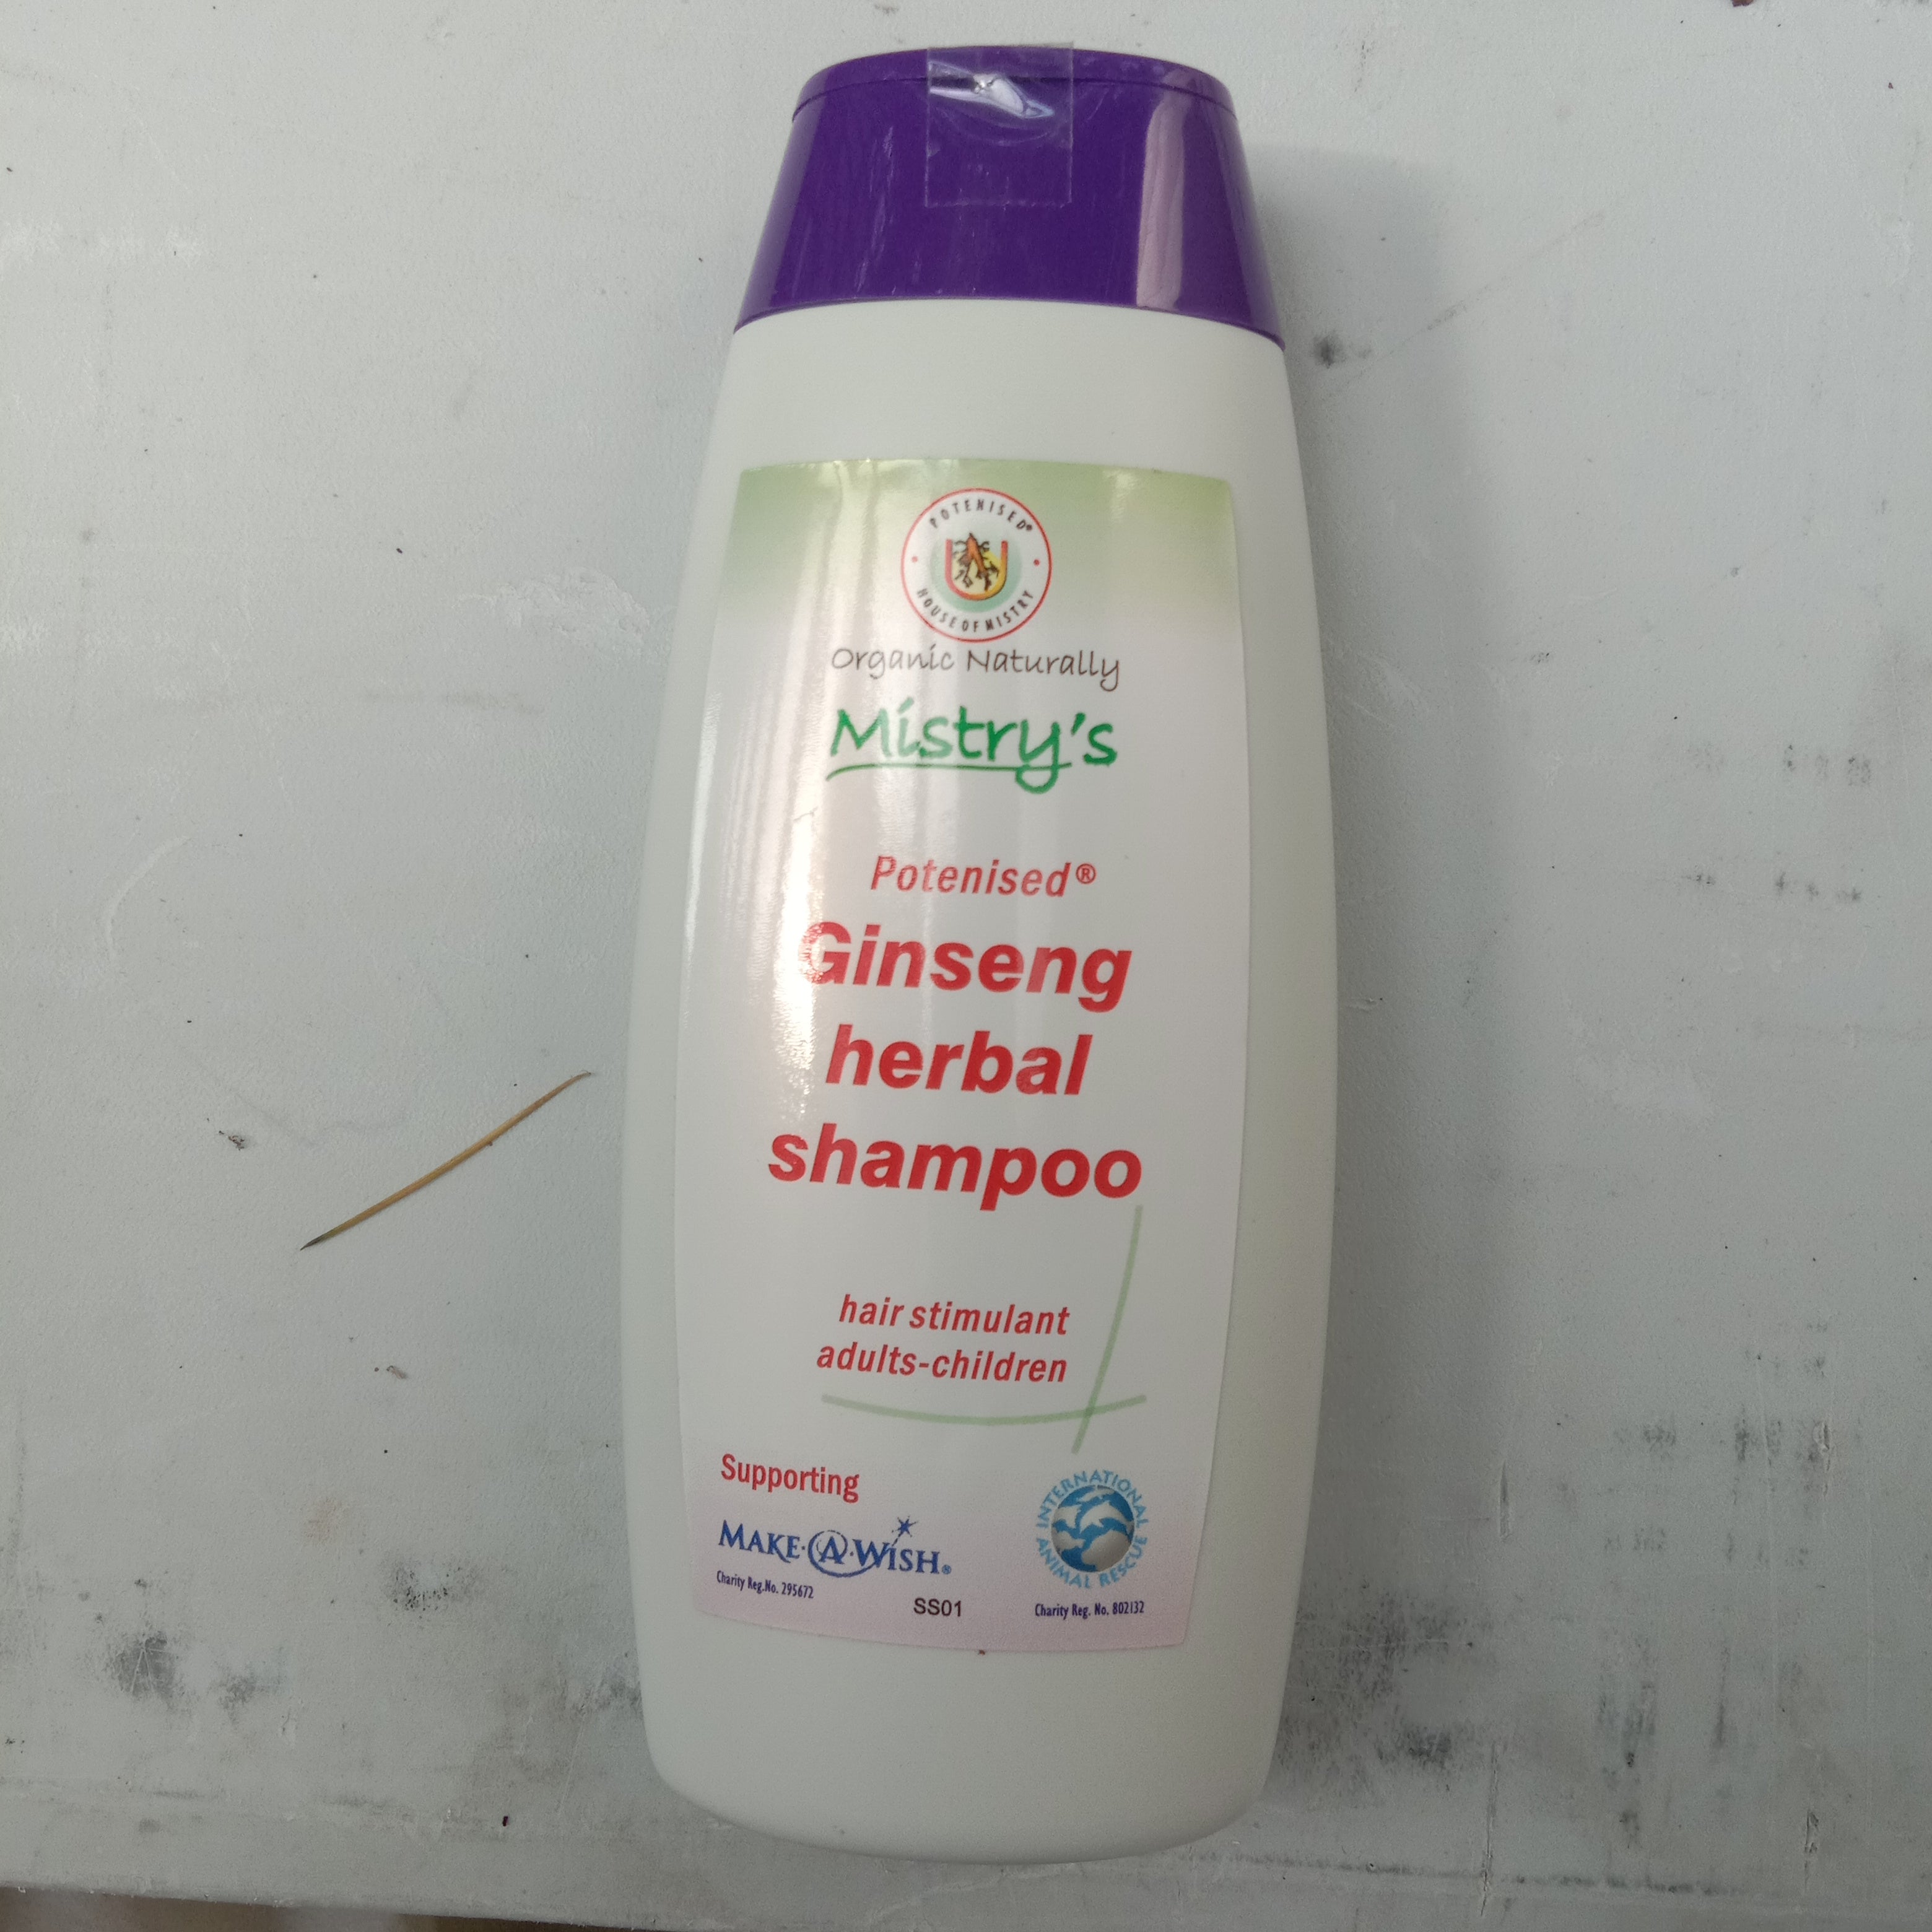 POTENISED®
HOUSE OF MISTRY
Organic Naturally
Mistry's
Potenised®
Ginseng
herbal
shampoo
hair stimulant
adults-children
Supporting
MAKE·A·WISH®
Charity Reg.No. 295672
SS01
INTERNATIONAL
ANIMAL RESCUE
Charity Reg. No. 802132